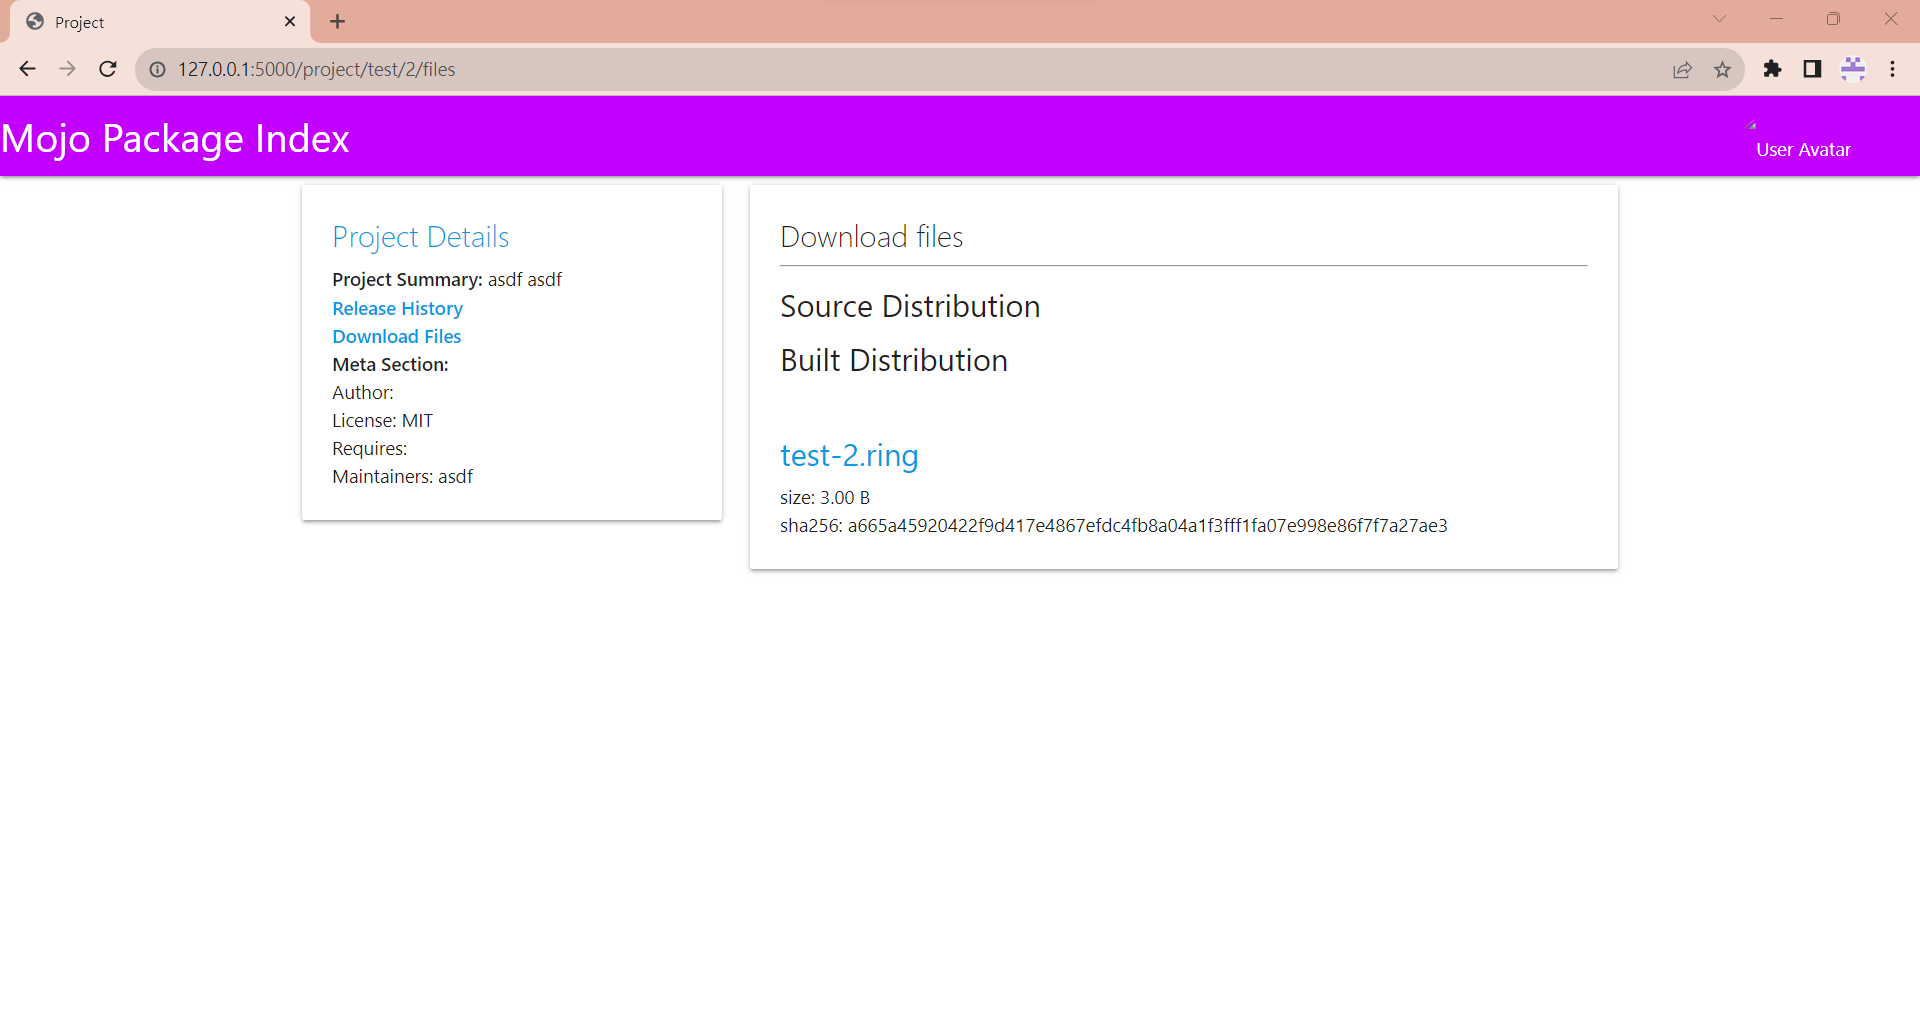 Project
127.0.0.1:5000/project/test/2/files
Mojo Package Index
User Avatar
Project Details
Project Summary: asdf asdf
Release History
Download Files
Meta Section:
Author:
License: MIT
Requires:
Maintainers: asdf
Download files
Source Distribution
Built Distribution
test-2.ring
size: 3.00 B
sha256: a665a45920422f9d417e4867efdc4fb8a04a1f3fff1fa07e998e86f7f7a27ae3